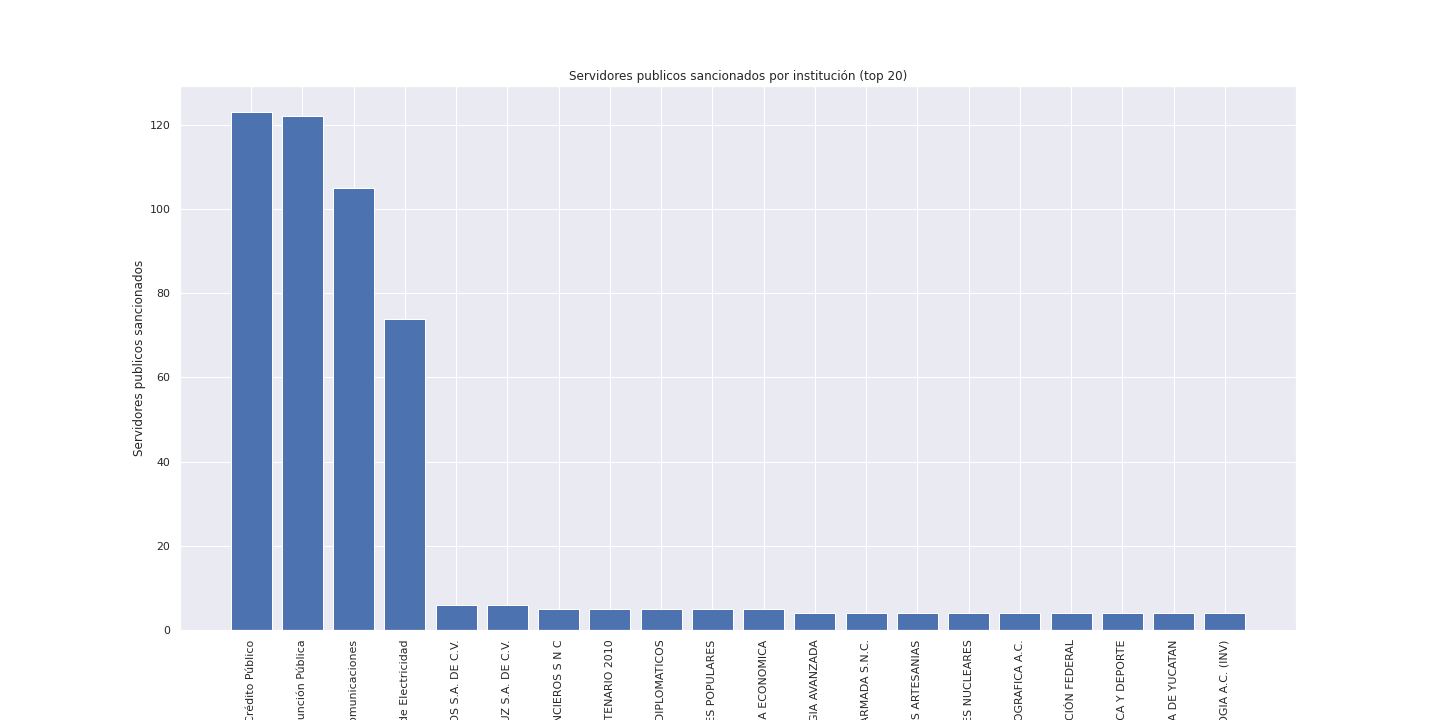 Servidores publicos sancionados por institución (top 20)
Servidores publicos sancionados
120
100
80
60
40
20
0
Crédito Público
unción Pública
omunicaciones
de Electricidad
OS S.A. DE C.V.
UZ S.A. DE C.V.
NCIEROS S N C
TENARIO 2010
DIPLOMATICOS
ES POPULARES
A ECONOMICA
GIA AVANZADA
ARMADA S.N.C.
S ARTESANIAS
ES NUCLEARES
OGRAFICA A.C.
CIÓN FEDERAL
CA Y DEPORTE
A DE YUCATAN
OGIA A.C. (INV)